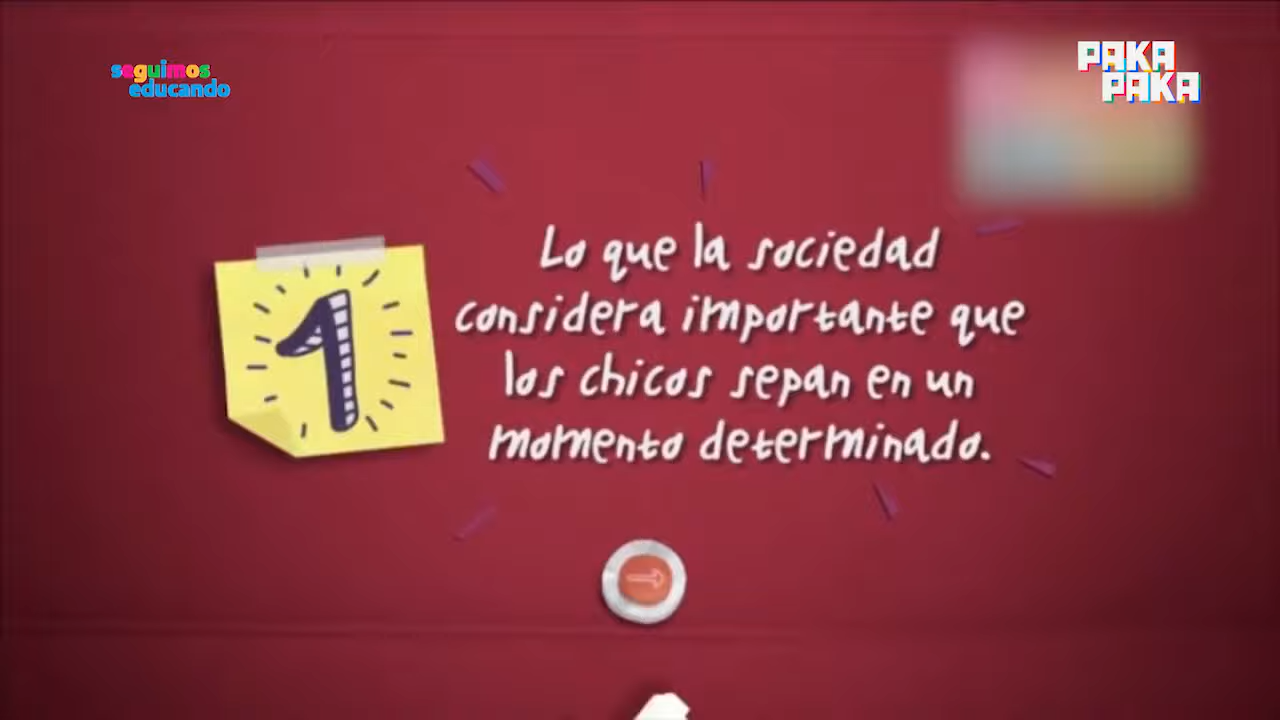 seguimos
educando
PAKA
PAKA
1
Lo que la sociedad
considera importante que
los chicos sepan en un
momento determinado.